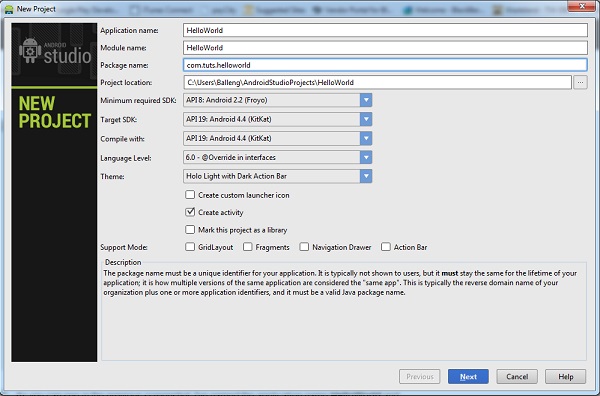 New Project
ANDROID
studio
NEW
PROJECT
Application name: HelloWorld
Module name: HelloWorld
Package name: com.tuts.helloworld
Project location: C:\Users\Balleng\AndroidStudioProjects\HelloWorld ...
Minimum required SDK: API 8: Android 2.2 (Froyo)
Target SDK: API 19: Android 4.4 (KitKat)
Compile with: API 19: Android 4.4 (KitKat)
Language Level: 6.0 - @Override in interfaces
Theme: Holo Light with Dark Action Bar
Create custom launcher icon
Create activity
Mark this project as a library
Support Mode: GridLayout Fragments Navigation Drawer Action Bar
Description
The package name must be a unique identifier for your application. It is typically not shown to users, but it must stay the same for the lifetime of your
application; it is how multiple versions of the same application are considered the "same app". This is typically the reverse domain name of your
organization plus one or more application identifiers, and it must be a valid Java package name.
Previous Next Cancel Help